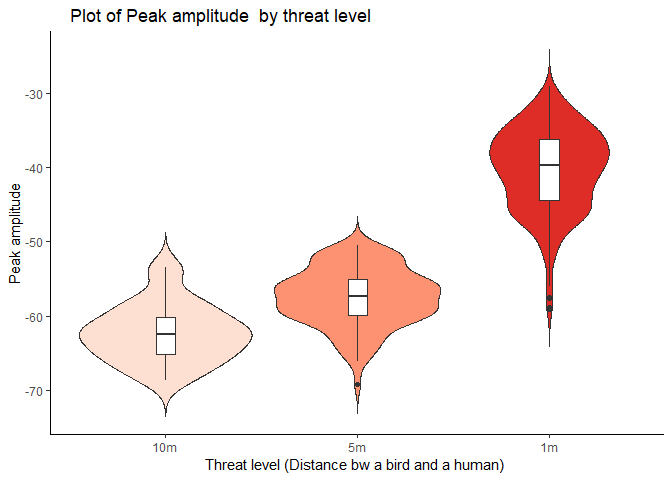 Plot of Peak amplitude  by threat level
-30
-40
-50
-60
-70
Peak amplitude
10m
5m
1m
Threat level (Distance bw a bird and a human)